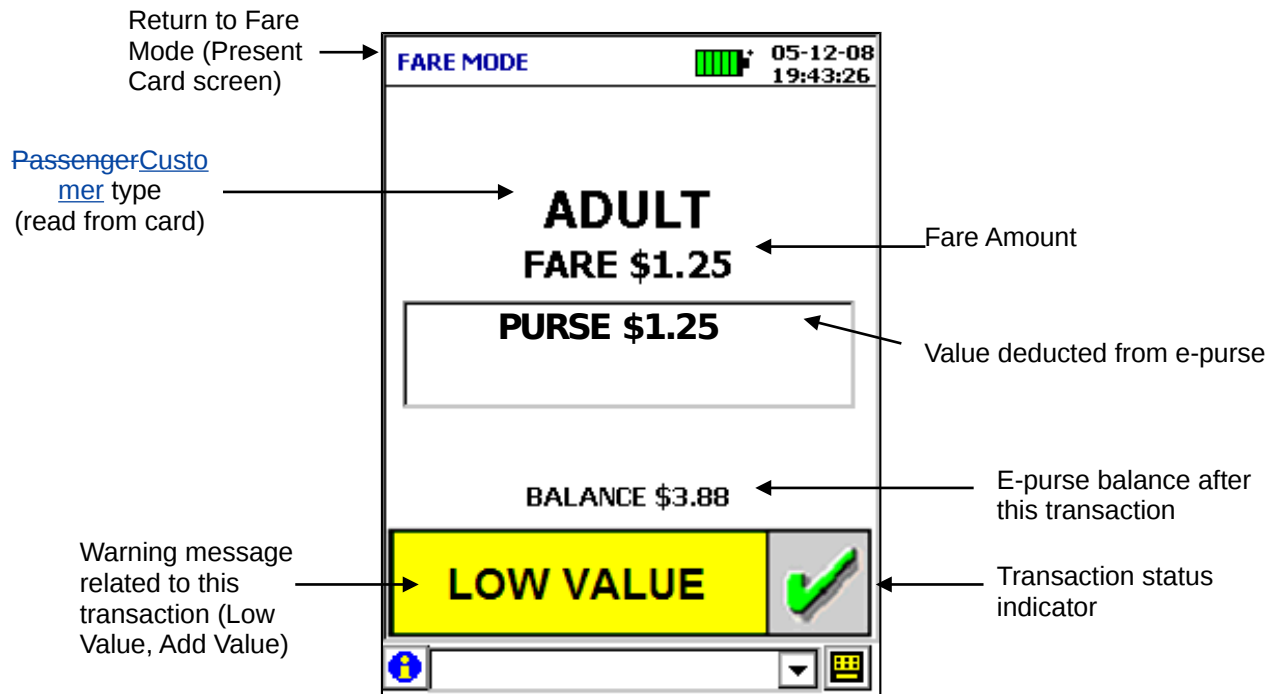 Return to Fare
Mode (Present
Card screen)
FARE MODE
05-12-08
19:43:26
PassengerCusto
mer type
(read from card)
ADULT
FARE $1.25
Fare Amount
PURSE $1.25
Value deducted from e-purse
BALANCE $3.88
E-purse balance after
this transaction
Warning message
related to this
transaction (Low
Value, Add Value)
LOW VALUE
Transaction status
indicator